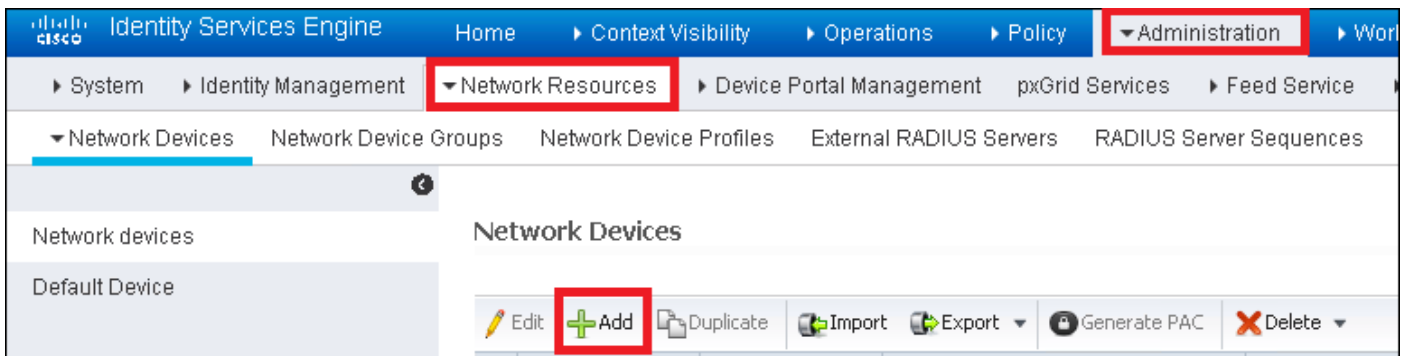 cisco Identity Services Engine Home Context Visibility Operations Policy Administration Wor
System Identity Management Network Resources Device Portal Management pxGrid Services Feed Service
Network Devices Network Device Groups Network Device Profiles External RADIUS Servers RADIUS Server Sequences
Network devices
Default Device
Network Devices
Edit Add Duplicate Import Export Generate PAC Delete